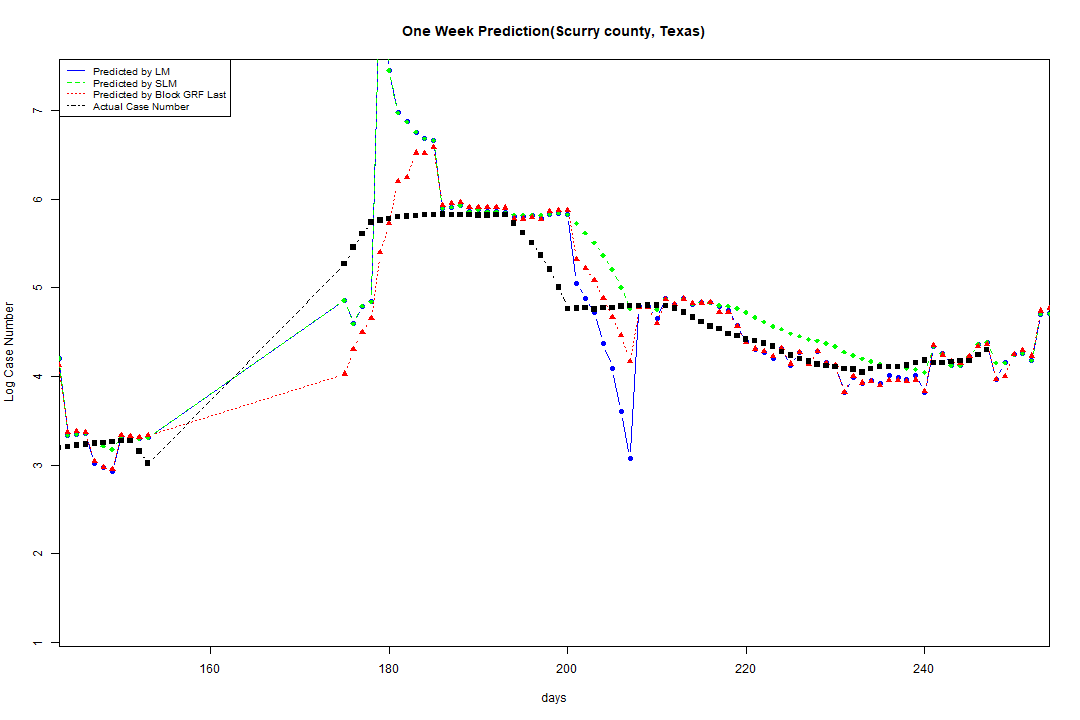 One Week Prediction(Scurry county, Texas)
Predicted by LM
Predicted by SLM
Predicted by Block GRF Last
Actual Case Number
7
6
5
4
3
2
1
Log Case Number
160 180 200 220 240
days